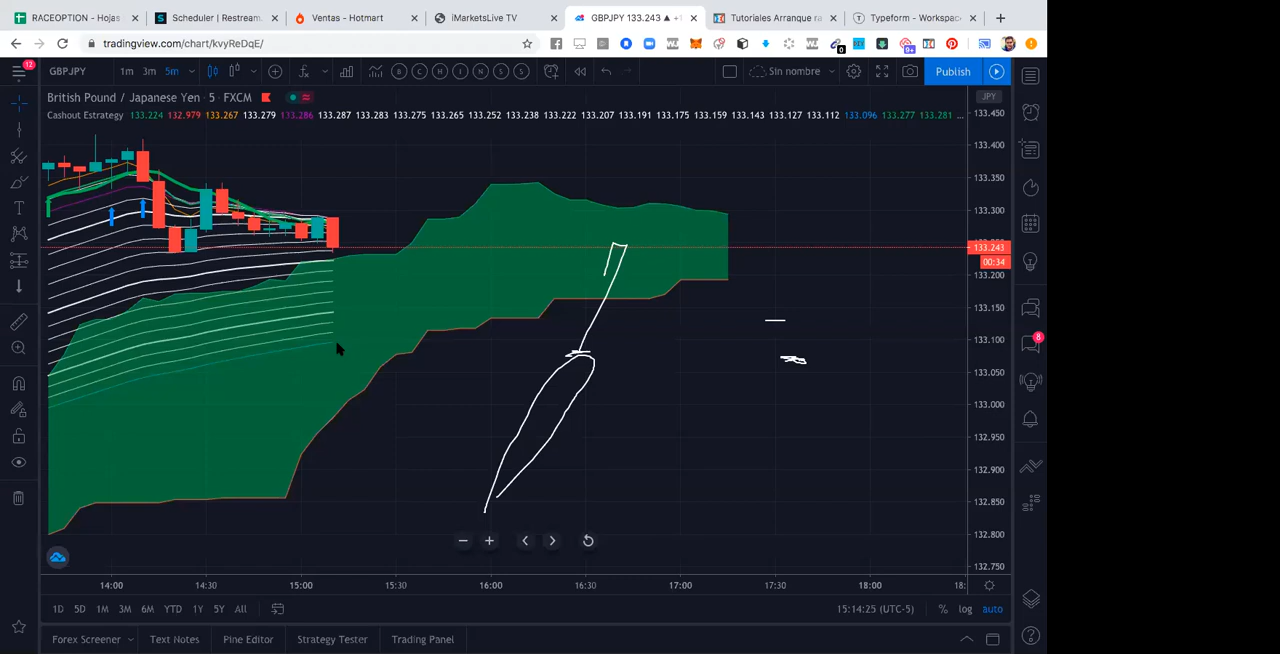 RACEOPTION - Hojas
Scheduler | Restream.
Ventas - Hotmart
iMarketsLive TV
GBPJPY 133.243 ▲ +1
Tutoriales Arranque ra
Typeform - Workspac
tradingview.com/chart/kvyReDqE/
12
GBPJPY 1m 3m 5m
B C H I N S S
Sin nombre
Publish
British Pound / Japanese Yen · 5 · FXCM
JPY
Cashout Estrategy 133.224 132.979 133.267 133.279 133.286 133.287 133.283 133.275 133.265 133.252 133.238 133.222 133.207 133.191 133.175 133.159 133.143 133.127 133.112 133.096 133.277 133.281 ...
133.450
133.400
133.350
133.300
133.243
00:34
133.200
133.150
133.100
133.050
133.000
132.950
132.900
132.850
132.800
132.750
8
14:00 14:30 15:00 15:30 16:00 16:30 17:00 17:30 18:00 18:
1D 5D 1M 3M 6M YTD 1Y 5Y All
15:14:25 (UTC-5) % log auto
Forex Screener Text Notes Pine Editor Strategy Tester Trading Panel